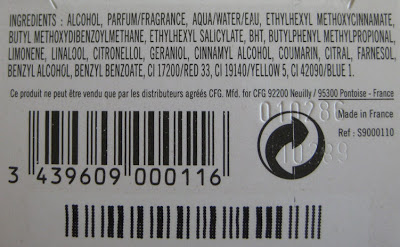 INGREDIENTS : ALCOHOL, PARFUM/FRAGRANCE, AQUA/WATER/EAU, ETHYLHEXYL METHOXYCINNAMATE,
BUTYL METHOXYDIBENZOYLMETHANE, ETHYLHEXYL SALICYLATE, BHT, BUTYLPHENYL METHYLPROPIONAL,
LIMONENE, LINALOOL, CITRONELLOL, GERANIOL, CINNAMYL ALCOHOL, COUMARIN, CITRAL, FARNESOL,
BENZYL ALCOHOL, BENZYL BENZOATE, CI 17200/RED 33, CI 19140/YELLOW 5, CI 42090/BLUE 1.
Ce produit ne peut être vendu que par les distributeurs agréés CFG. Mfd. for CFG 92200 Neuilly / 95300 Pontoise - France
010286
Made in France
Ref : S9000110
10289
3 439609 000116